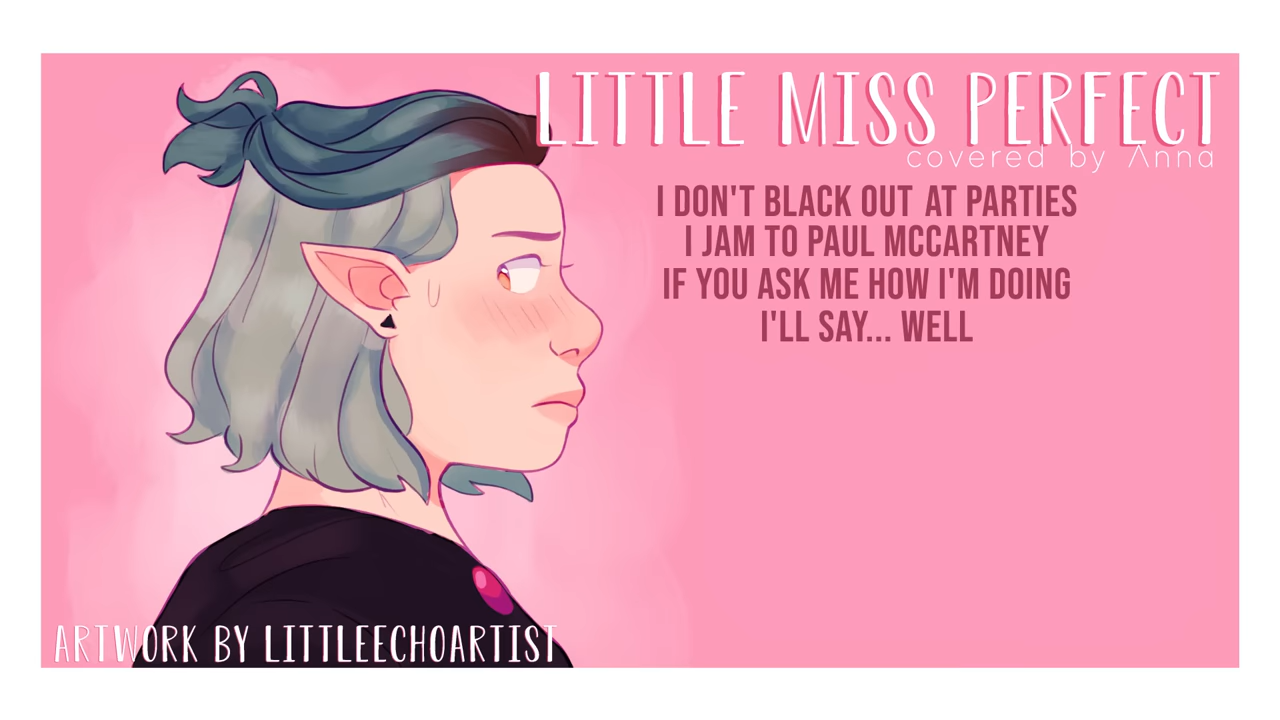 LITTLE MISS PERFECT
covered by Anna
I DON'T BLACK OUT AT PARTIES
I JAM TO PAUL MCCARTNEY
IF YOU ASK ME HOW I'M DOING
I'LL SAY... WELL
ARTWORK BY LITTLEECHOARTIST